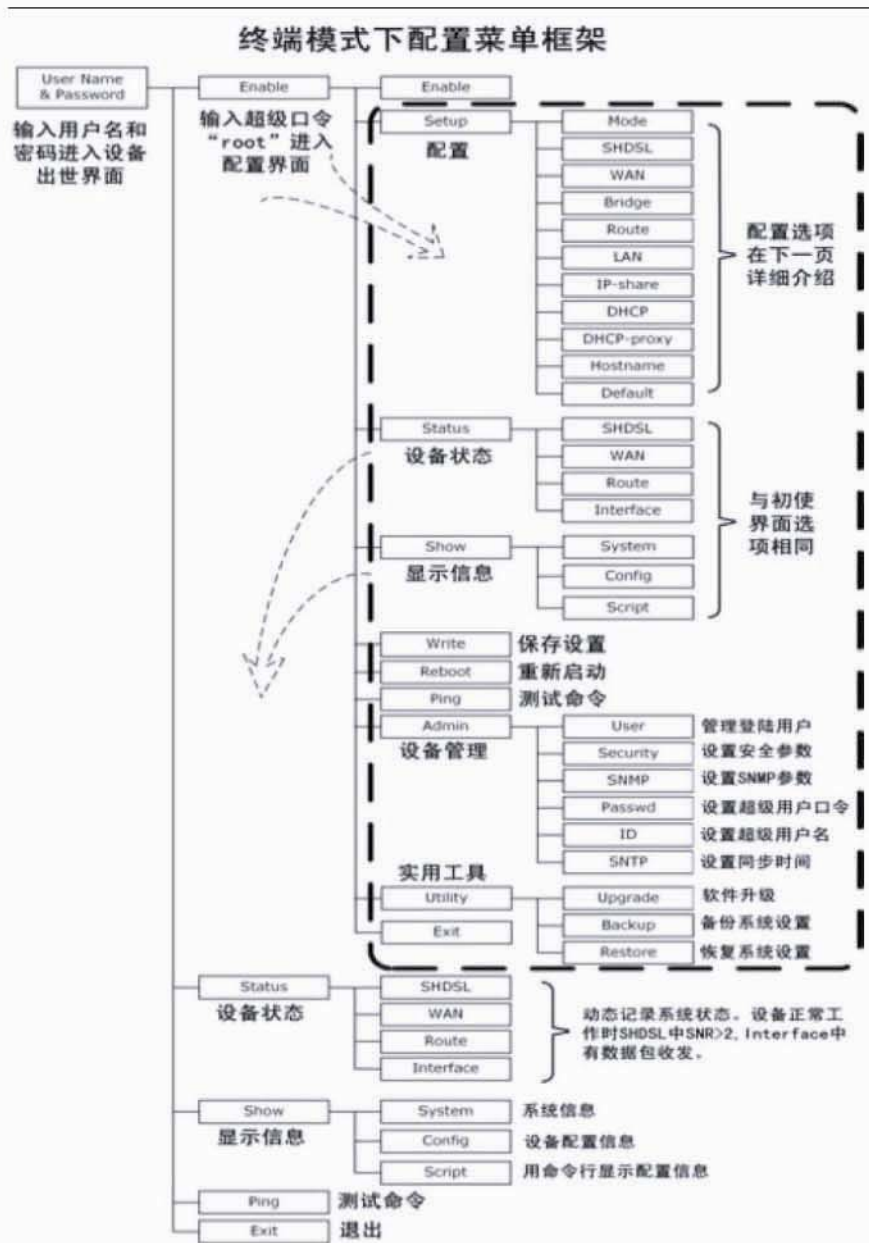 终端模式下配置菜单框架
User Name
& Password
输入用户名和
密码进入设备
出世界面
Enable
输入超级口令
“root”进入
配置界面
Enable
Setup
配置
Mode
SHDSL
WAN
Bridge
Route
LAN
IP-share
DHCP
DHCP-proxy
Hostname
Default
配置选项
在下一页
详细介绍
Status
设备状态
SHDSL
WAN
Route
Interface
Show
显示信息
System
Config
Script
与初使
界面选
项相同
Write
保存设置
Reboot
重新启动
Ping
测试命令
Admin
设备管理
User
管理登陆用户
Security
设置安全参数
SNMP
设置SNMP参数
Passwd
设置超级用户口令
ID
设置超级用户名
SNTP
设置同步时间
实用工具
Utility
Upgrade
软件升级
Backup
备份系统设置
Restore
恢复系统设置
Exit
Status
设备状态
SHDSL
WAN
Route
Interface
动态记录系统状态。设备正常工
作时SHDSL中SNR>2,Interface中
有数据包收发。
Show
显示信息
System
系统信息
Config
设备配置信息
Script
用命令行显示配置信息
Ping
测试命令
Exit
退出